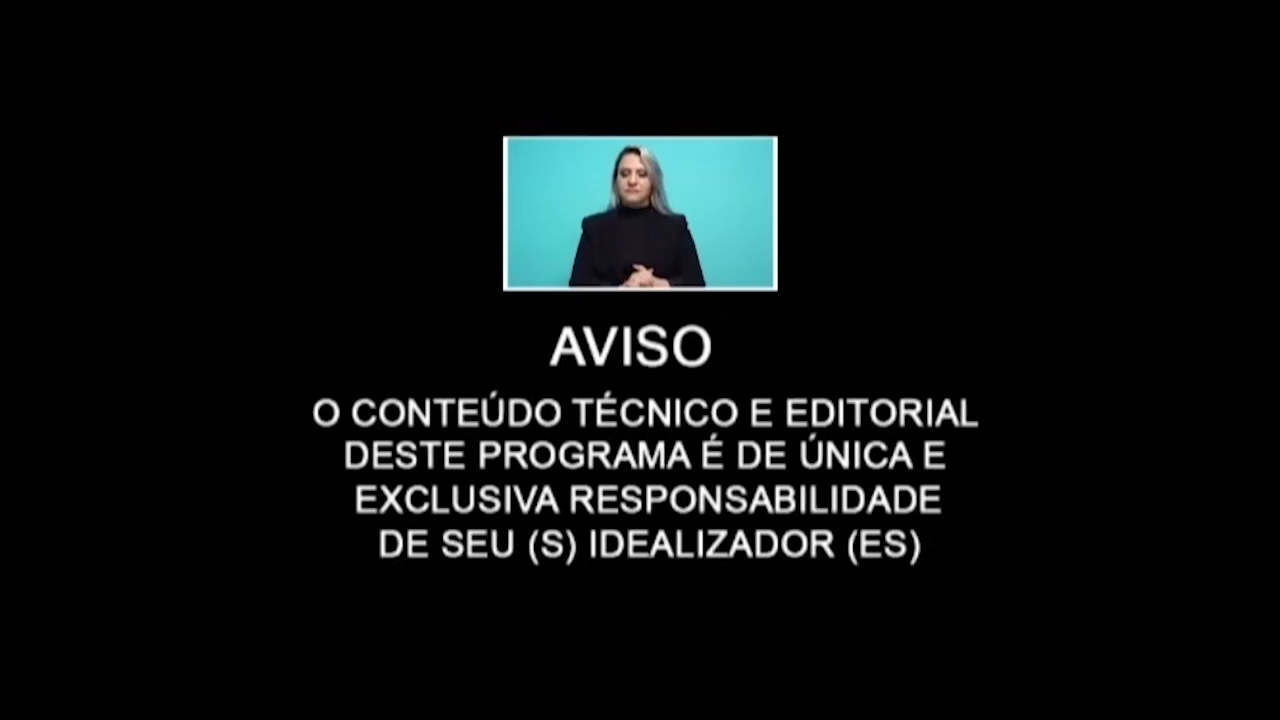 AVISO
O CONTEÚDO TÉCNICO E EDITORIAL
DESTE PROGRAMA É DE ÚNICA E
EXCLUSIVA RESPONSABILIDADE
DE SEU (S) IDEALIZADOR (ES)